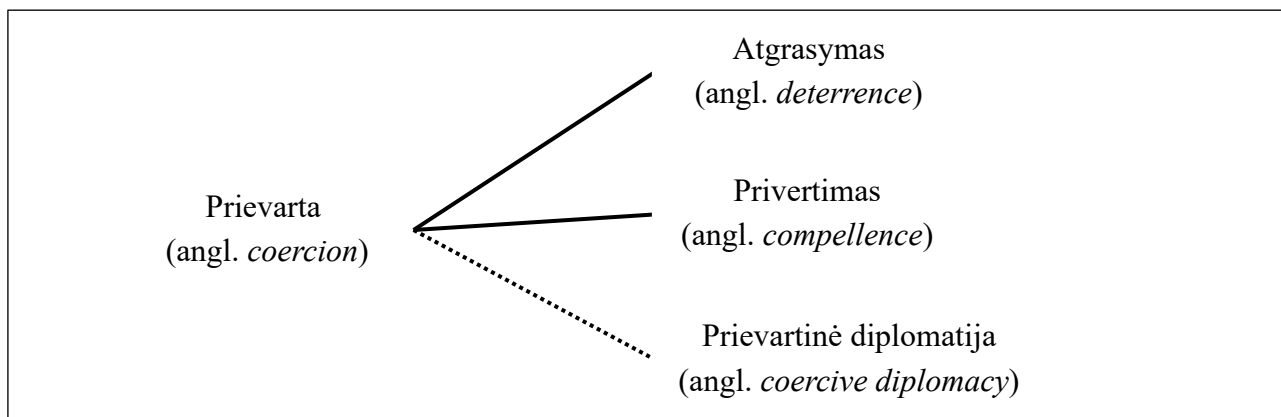 Atgrasymas
(angl. deterrence)
Prievarta
(angl. coercion)
Privertimas
(angl. compellence)
Prievartinė diplomatija
(angl. coercive diplomacy)